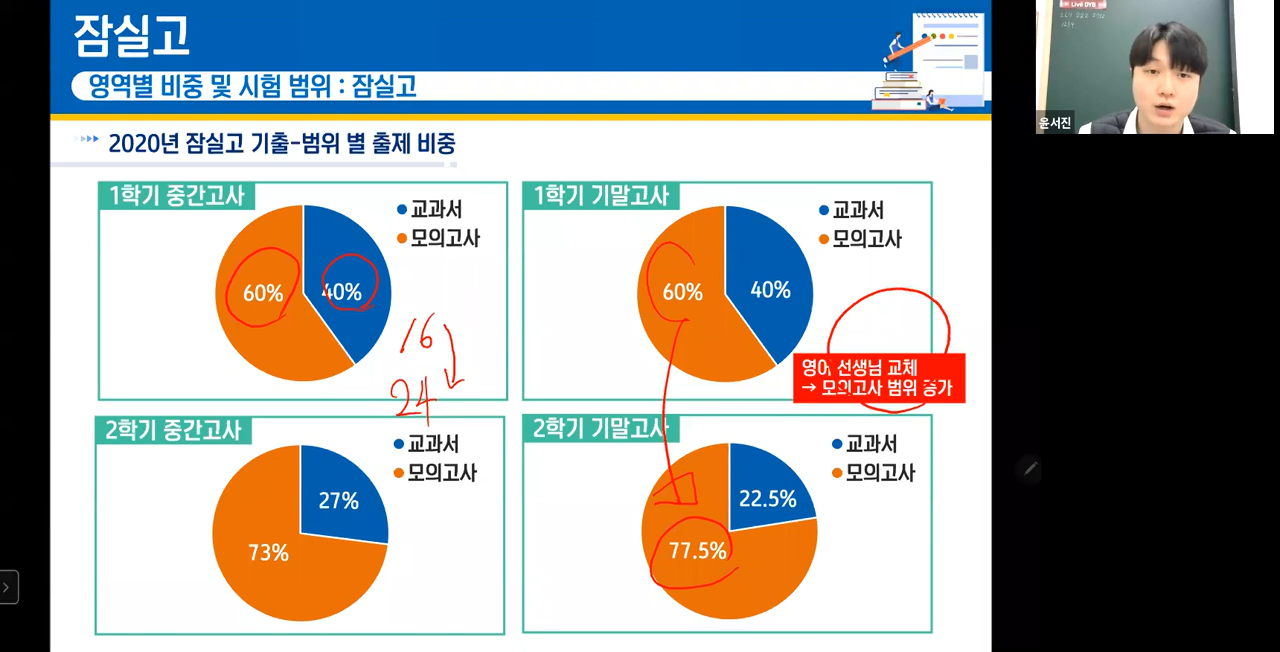 잠실고
영역별 비중 및 시험 범위 : 잠실고
2020년 잠실고 기출-범위 별 출제 비중
1학기 중간고사
교과서
모의고사
60%
40%
16
24
1학기 기말고사
교과서
모의고사
60%
40%
영어 선생님 교체
→ 모의고사 범위 증가
2학기 중간고사
교과서
모의고사
27%
73%
2학기 기말고사
교과서
모의고사
22.5%
77.5%
Live DYB
윤서진